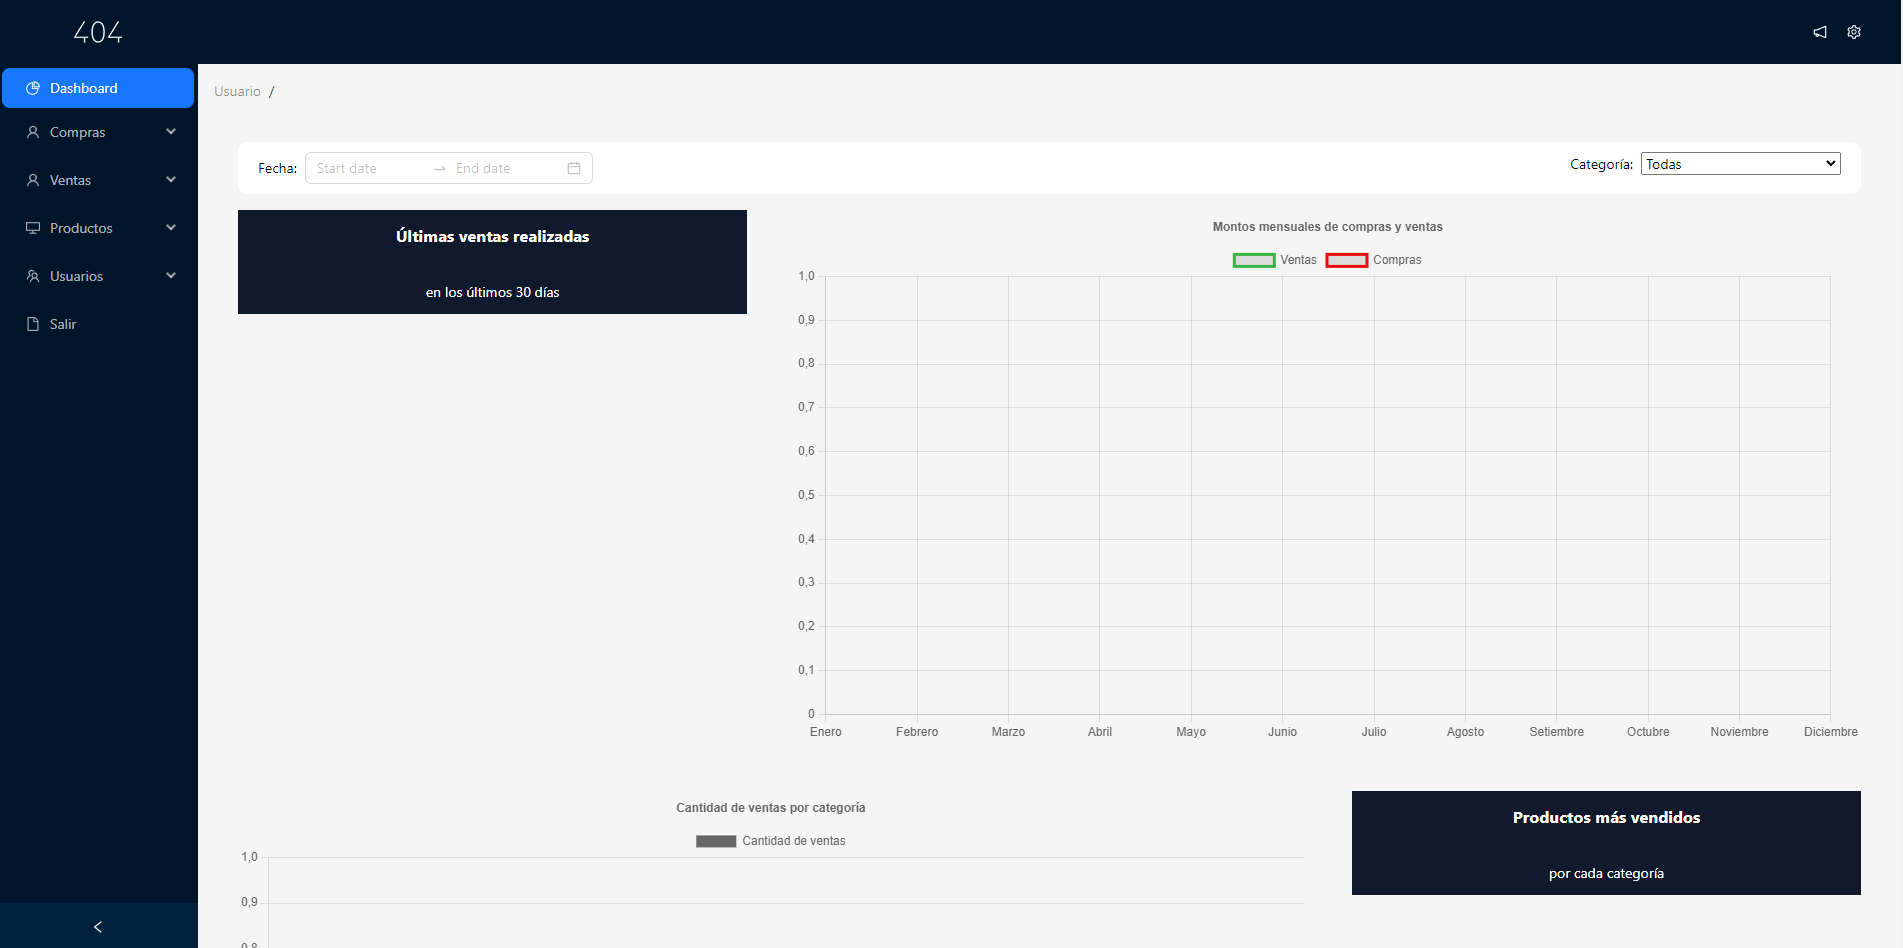 404
Dashboard
Compras
Ventas
Productos
Usuarios
Salir
Usuario /
Fecha: Start date End date
Categoría: Todas
Últimas ventas realizadas
en los últimos 30 días
Montos mensuales de compras y ventas
Ventas Compras
1,0
0,9
0,8
0,7
0,6
0,5
0,4
0,3
0,2
0,1
0
Enero Febrero Marzo Abril Mayo Junio Julio Agosto Setiembre Octubre Noviembre Diciembre
Cantidad de ventas por categoría
Cantidad de ventas
1,0
0,9
0,8
Productos más vendidos
por cada categoría